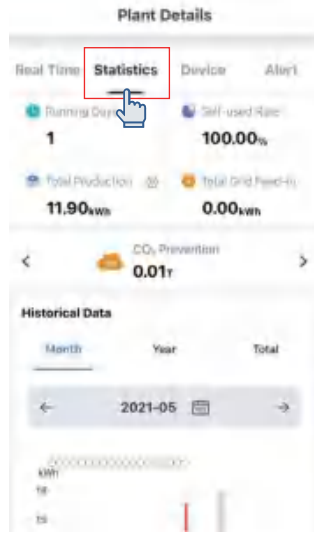 Plant Details
Real Time Statistics Device Alert
Running Days Self-used Rate
1 100.00%
Total Production Total Grid Feed-in
11.90kWh 0.00kWh
CO₂ Prevention
0.01T
Historical Data
Month Year Total
2021-05
kWh
18
15